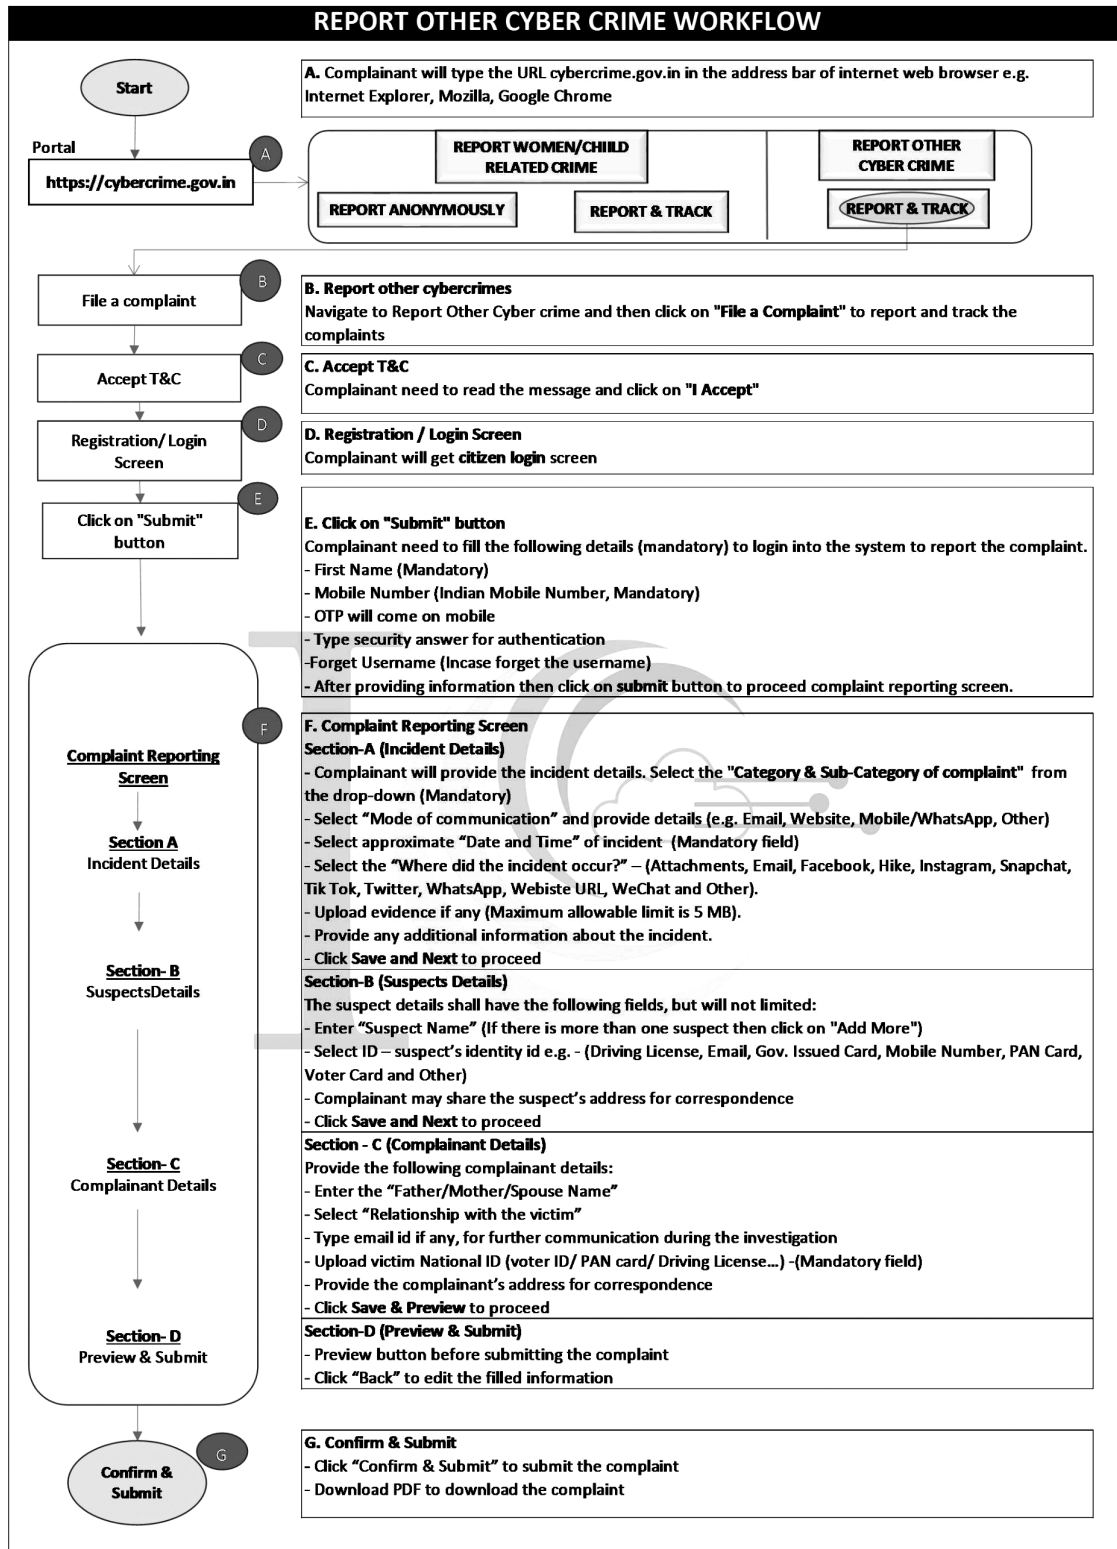 REPORT OTHER CYBER CRIME WORKFLOW
Start
A. Complainant will type the URL cybercrime.gov.in in the address bar of internet web browser e.g.
Internet Explorer, Mozilla, Google Chrome
Portal
A
https://cybercrime.gov.in
REPORT WOMEN/CHIILD
RELATED CRIME
REPORT ANONYMOUSLY
REPORT & TRACK
REPORT OTHER
CYBER CRIME
REPORT & TRACK
File a complaint
B
B. Report other cybercrimes
Navigate to Report Other Cyber crime and then click on "File a Complaint" to report and track the
complaints
Accept T&C
C
C. Accept T&C
Complainant need to read the message and click on "I Accept"
Registration/ Login
Screen
D
D. Registration / Login Screen
Complainant will get citizen login screen
Click on "Submit"
button
E
E. Click on "Submit" button
Complainant need to fill the following details (mandatory) to login into the system to report the complaint.
- First Name (Mandatory)
- Mobile Number (Indian Mobile Number, Mandatory)
- OTP will come on mobile
- Type security answer for authentication
-Forget Username (Incase forget the username)
- After providing information then click on submit button to proceed complaint reporting screen.
F
Complaint Reporting
Screen
Section A
Incident Details
Section- B
SuspectsDetails
Section- C
Complainant Details
Section- D
Preview & Submit
F. Complaint Reporting Screen
Section-A (Incident Details)
- Complainant will provide the incident details. Select the "Category & Sub-Category of complaint" from
the drop-down (Mandatory)
- Select “Mode of communication” and provide details (e.g. Email, Website, Mobile/WhatsApp, Other)
- Select approximate “Date and Time” of incident (Mandatory field)
- Select the “Where did the incident occur?” – (Attachments, Email, Facebook, Hike, Instagram, Snapchat,
Tik Tok, Twitter, WhatsApp, Webiste URL, WeChat and Other).
- Upload evidence if any (Maximum allowable limit is 5 MB).
- Provide any additional information about the incident.
- Click Save and Next to proceed
Section-B (Suspects Details)
The suspect details shall have the following fields, but will not limited:
- Enter “Suspect Name” (If there is more than one suspect then click on "Add More")
- Select ID – suspect’s identity id e.g. - (Driving License, Email, Gov. Issued Card, Mobile Number, PAN Card,
Voter Card and Other)
- Complainant may share the suspect’s address for correspondence
- Click Save and Next to proceed
Section - C (Complainant Details)
Provide the following complainant details:
- Enter the “Father/Mother/Spouse Name”
- Select “Relationship with the victim”
- Type email id if any, for further communication during the investigation
- Upload victim National ID (voter ID/ PAN card/ Driving License...) -(Mandatory field)
- Provide the complainant’s address for correspondence
- Click Save & Preview to proceed
Section-D (Preview & Submit)
- Preview button before submitting the complaint
- Click “Back” to edit the filled information
Confirm &
Submit
G
G. Confirm & Submit
- Click “Confirm & Submit” to submit the complaint
- Download PDF to download the complaint